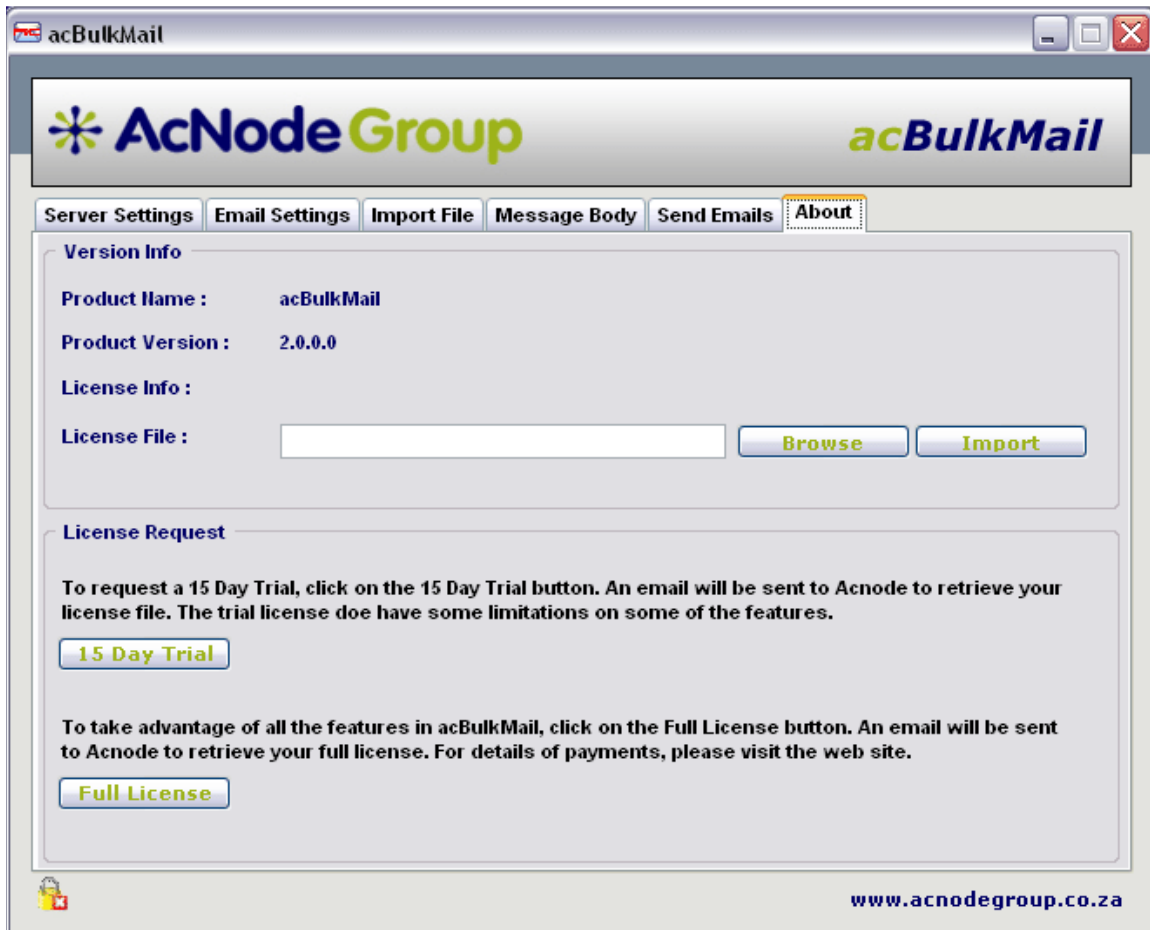 acBulkMail
AcNodeGroup
acBulkMail
Server Settings
Email Settings
Import File
Message Body
Send Emails
About
Version Info
Product Name :
acBulkMail
Product Version :
2.0.0.0
License Info :
License File :
Browse
Import
License Request
To request a 15 Day Trial, click on the 15 Day Trial button. An email will be sent to Acnode to retrieve your
license file. The trial license doe have some limitations on some of the features.
15 Day Trial
To take advantage of all the features in acBulkMail, click on the Full License button. An email will be sent
to Acnode to retrieve your full license. For details of payments, please visit the web site.
Full License
www.acnodegroup.co.za